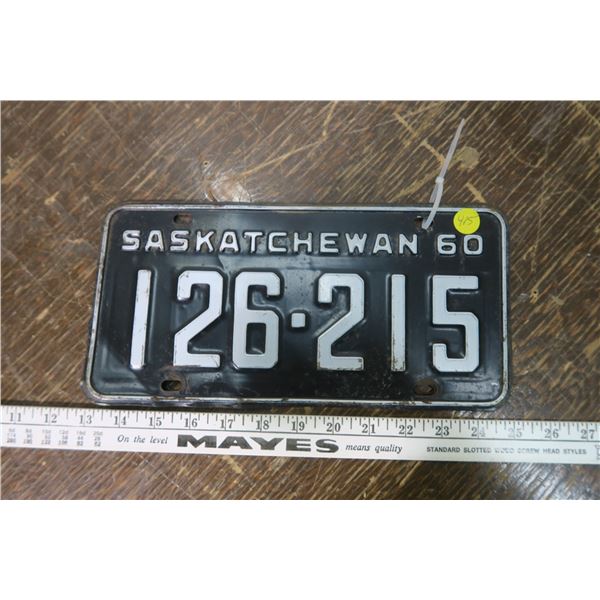 SASKATCHEWAN 60
415
126-215
11 12 13 14 15 16 17 18 19 20 21 22 23 24 25 26 27
On the level MAYES means quality STANDARD SLOTTED WOOD SCREW HEAD STYLES